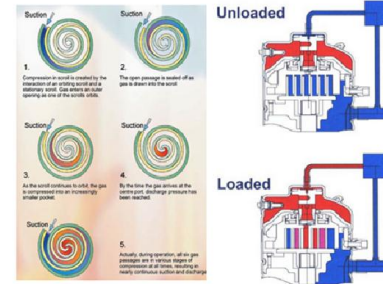 Suction
Suction
1.
Compression in scroll is created by the
interaction of an orbiting scroll and a
stationary scroll. Gas enters an outer
opening as one of the scrolls orbits.
2.
The open passage is sealed off as
gas is drawn into the scroll
Suction
Suction
3.
As the scroll continues to orbit, the gas
is compressed into an increasingly
smaller pocket.
4.
By the time the gas arrives at the
centre port, discharge pressure has
been reached.
Suction
5.
Actually, during operation, all six gas
passages are in various stages of
compression at all times, resulting in
nearly continuous suction and discharge
Unloaded
Loaded